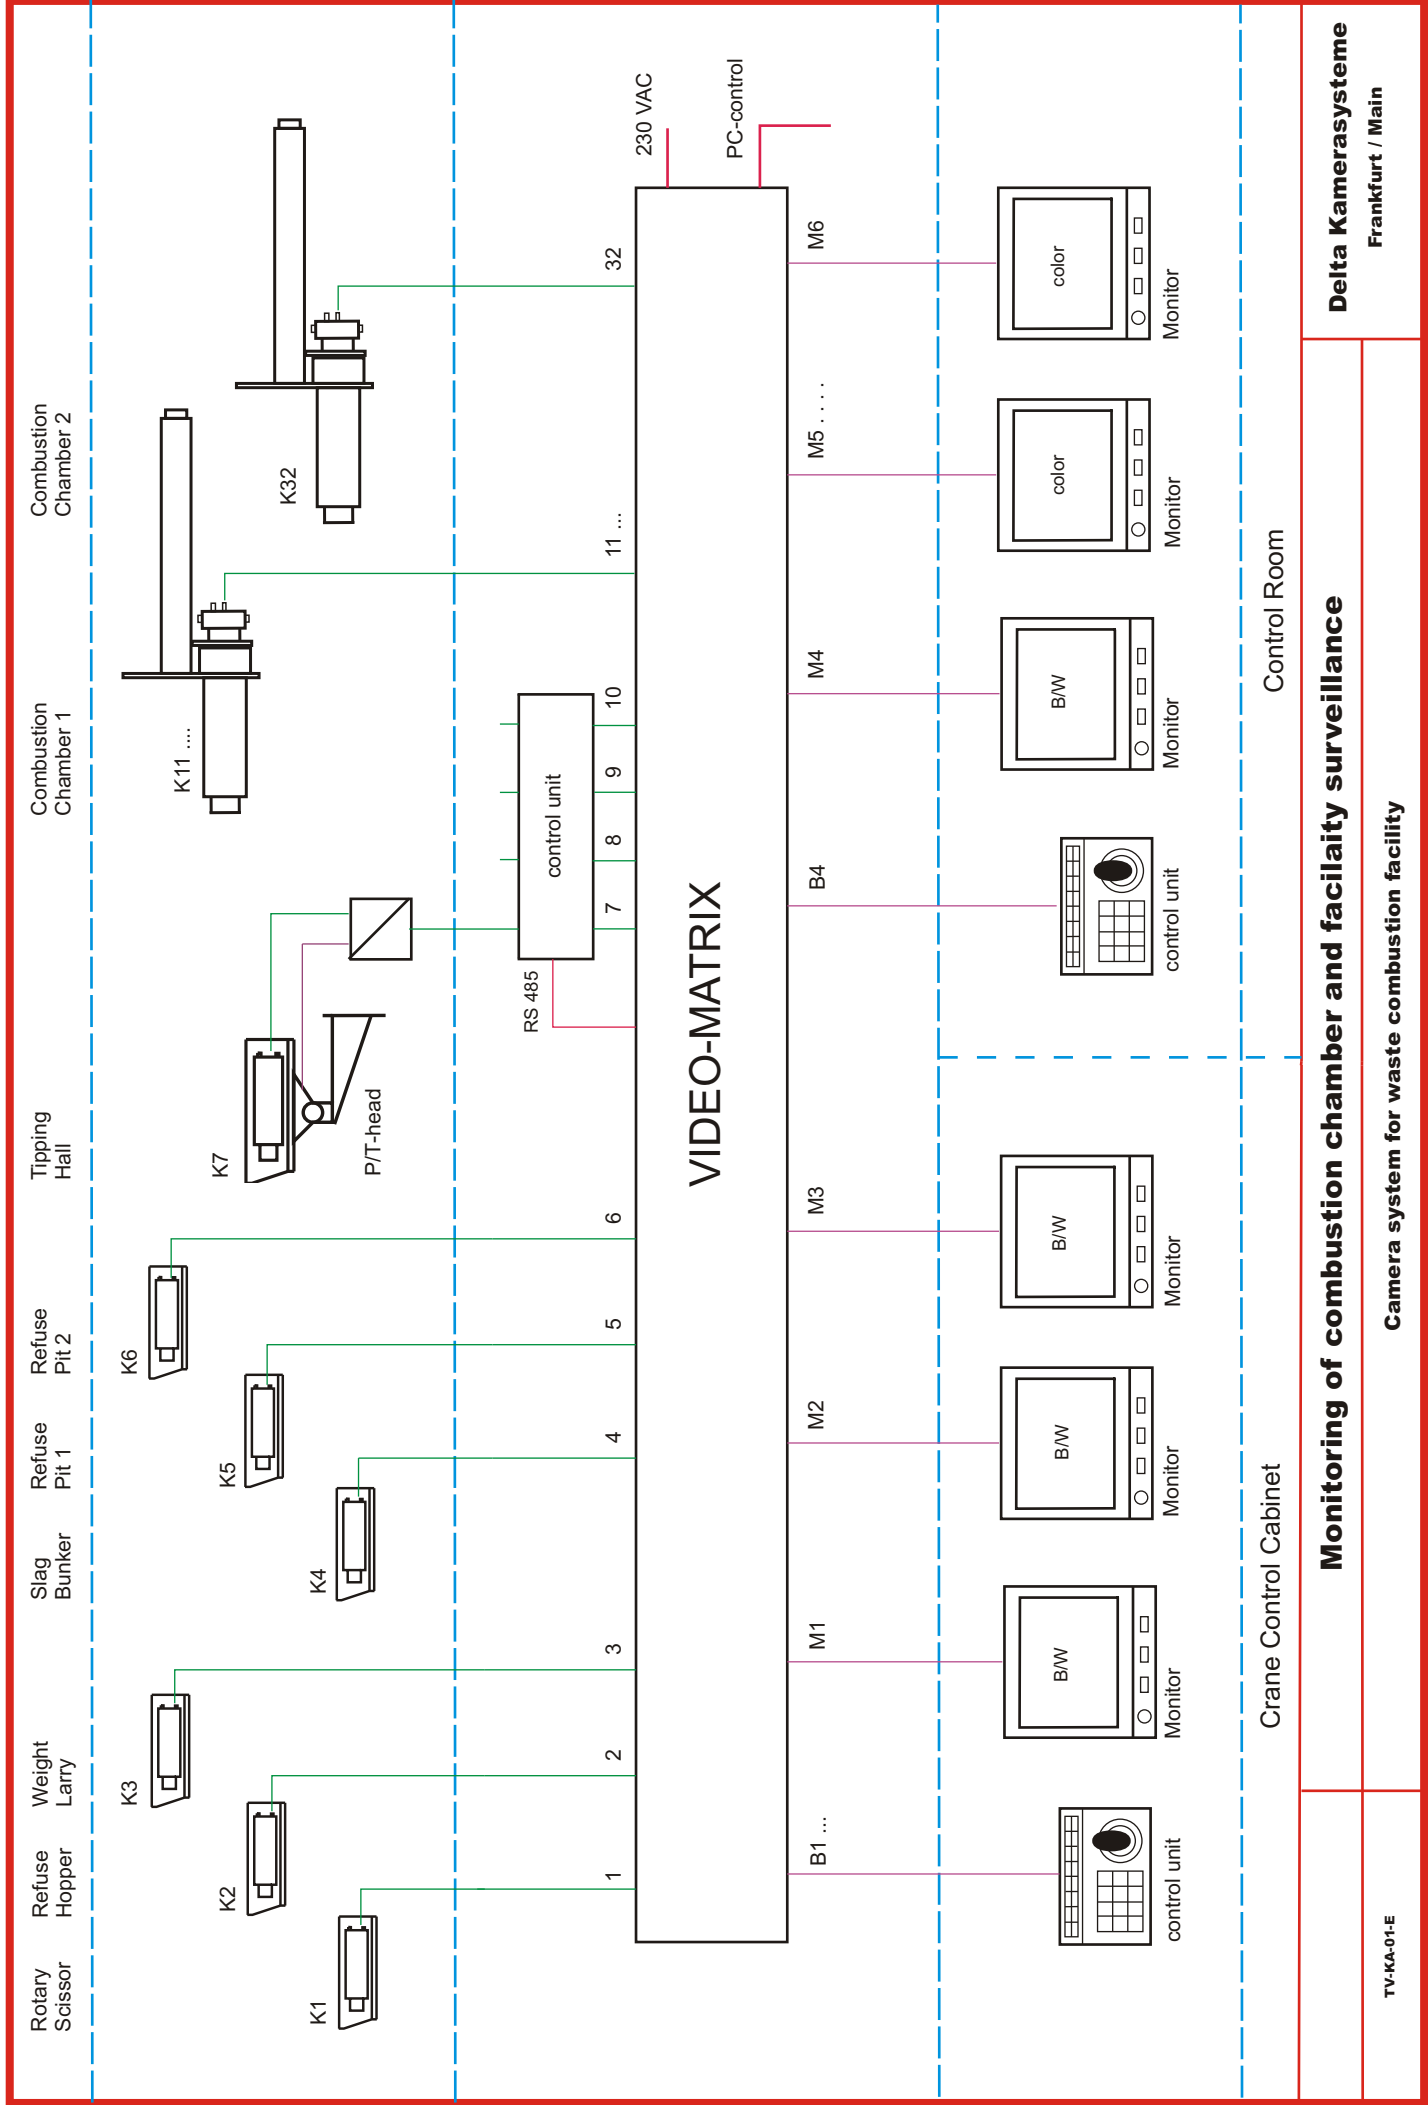 Rotary
Scissor
Refuse
Hopper
Weight
Larry
Slag
Bunker
Refuse
Pit 1
Refuse
Pit 2
Tipping
Hall
Combustion
Chamber 1
Combustion
Chamber 2
K1
K2
K3
K4
K5
K6
K7
P/T-head
K11 ....
K32
RS 485
control unit
1
2
3
4
5
6
7
8
9
10
11 ...
32
230 VAC
PC-control
VIDEO-MATRIX
B1 ...
M1
M2
M3
B4
M4
M5 . . . .
M6
control unit
B/W
Monitor
B/W
Monitor
B/W
Monitor
control unit
B/W
Monitor
color
Monitor
color
Monitor
Crane Control Cabinet
Control Room
Monitoring of combustion chamber and facilaity surveillance
Delta Kamerasysteme
Frankfurt / Main
TV-KA-01-E
Camera system for waste combustion facility